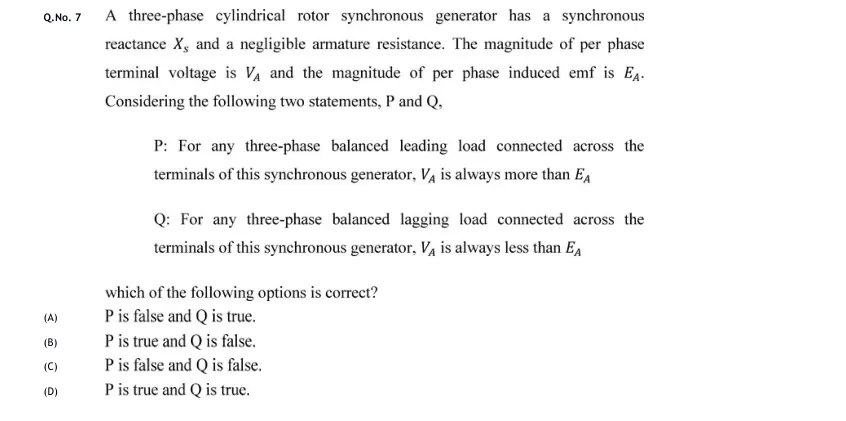 Q.No. 7 A three-phase cylindrical rotor synchronous generator has a synchronous
reactance Xs and a negligible armature resistance. The magnitude of per phase
terminal voltage is VA and the magnitude of per phase induced emf is EA.
Considering the following two statements, P and Q,
P: For any three-phase balanced leading load connected across the
terminals of this synchronous generator, VA is always more than EA
Q: For any three-phase balanced lagging load connected across the
terminals of this synchronous generator, VA is always less than EA
which of the following options is correct?
(A) P is false and Q is true.
(B) P is true and Q is false.
(C) P is false and Q is false.
(D) P is true and Q is true.